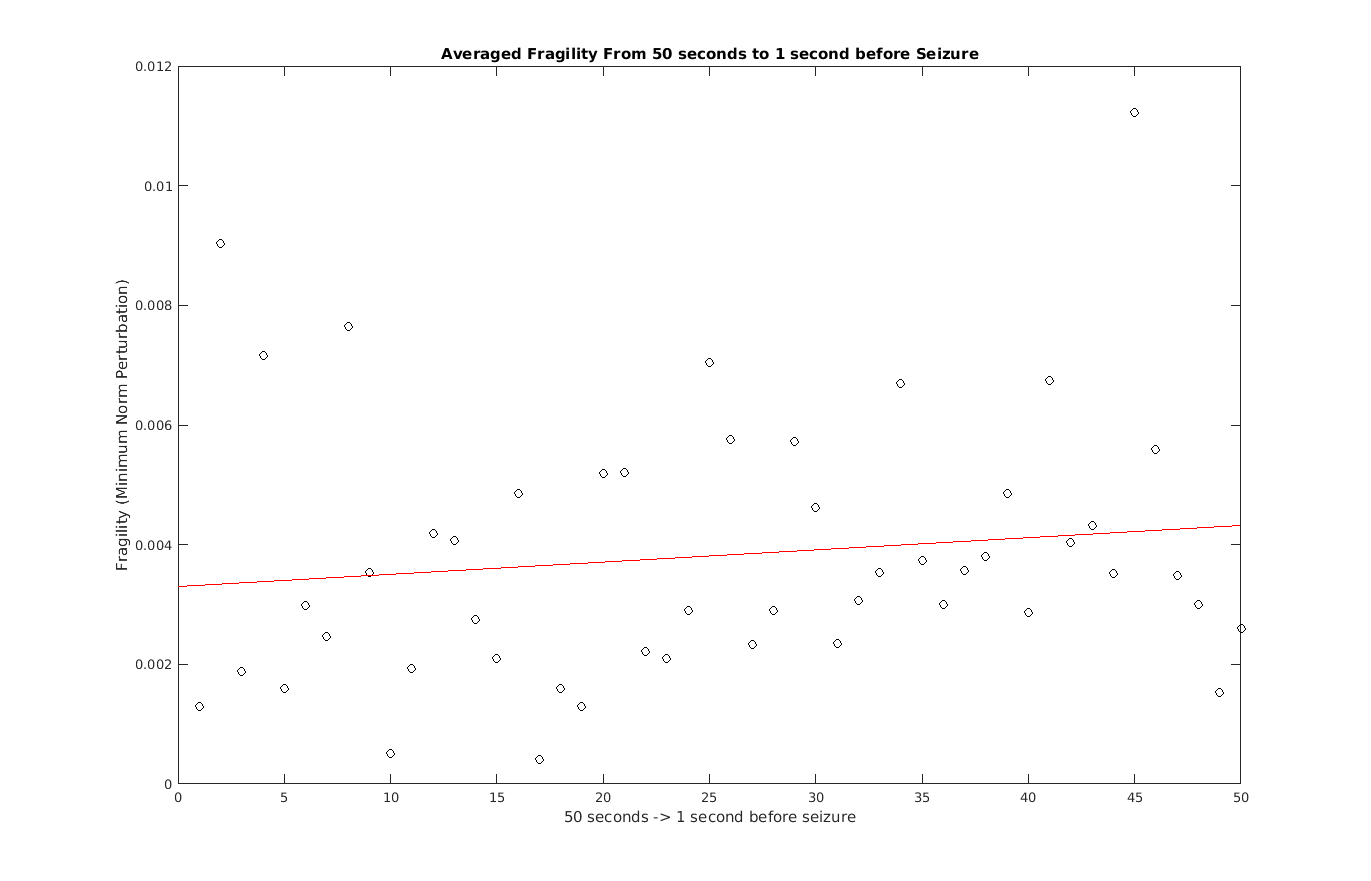 Averaged Fragility From 50 seconds to 1 second before Seizure
0.012
0.01
0.008
0.006
0.004
0.002
0
Fragility (Minimum Norm Perturbation)
0 5 10 15 20 25 30 35 40 45 50
50 seconds -> 1 second before seizure